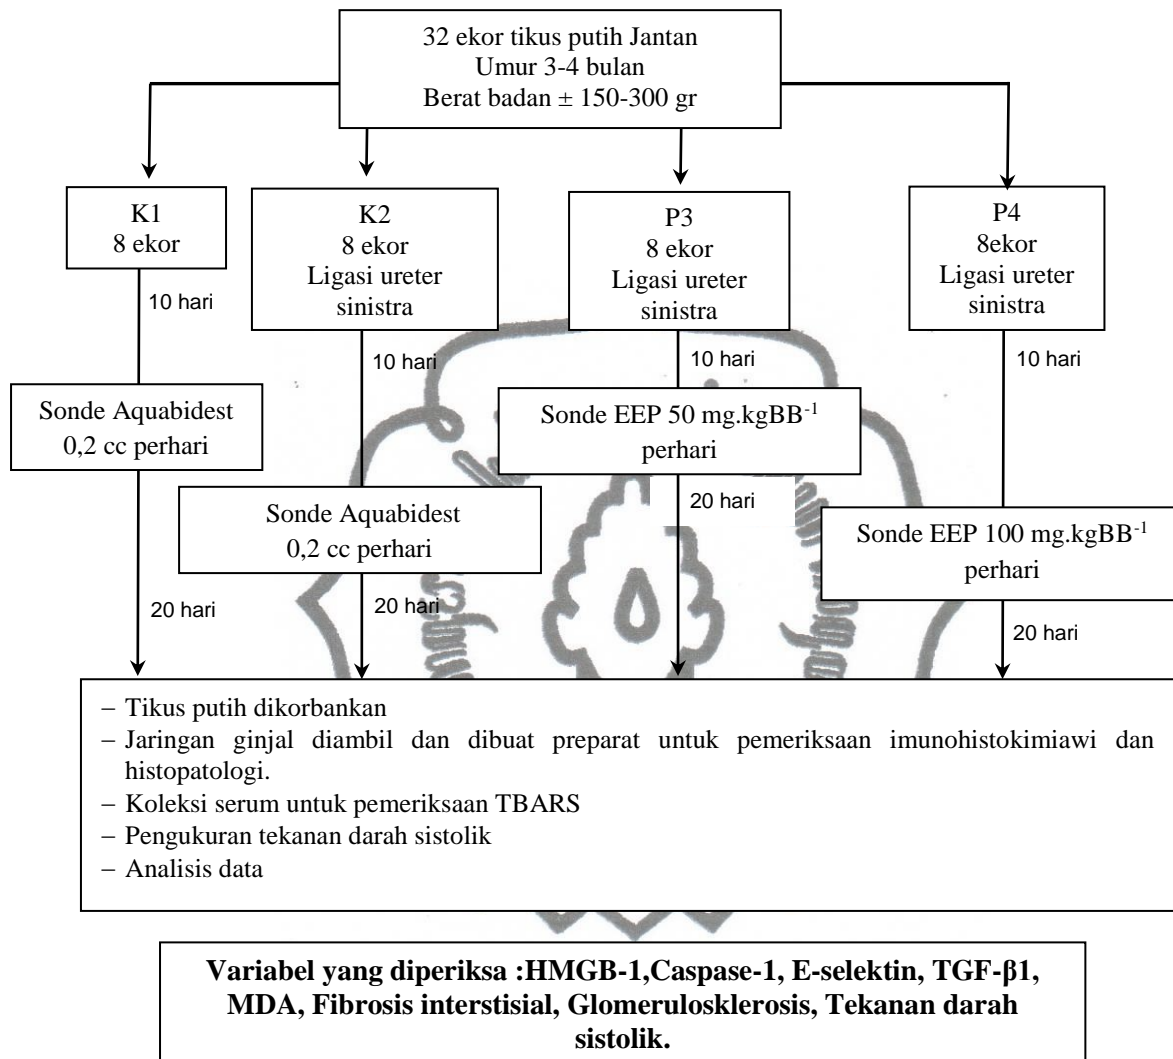 32 ekor tikus putih Jantan
Umur 3-4 bulan
Berat badan ± 150-300 gr
K1
8 ekor
K2
8 ekor
Ligasi ureter
sinistra
P3
8 ekor
Ligasi ureter
sinistra
P4
8ekor
Ligasi ureter
sinistra
10 hari
10 hari
10 hari
10 hari
Sonde Aquabidest
0,2 cc perhari
Sonde Aquabidest
0,2 cc perhari
Sonde EEP 50 mg.kgBB⁻¹
perhari
Sonde EEP 100 mg.kgBB⁻¹
perhari
20 hari
20 hari
20 hari
20 hari
– Tikus putih dikorbankan
– Jaringan ginjal diambil dan dibuat preparat untuk pemeriksaan imunohistokimiawi dan
histopatologi.
– Koleksi serum untuk pemeriksaan TBARS
– Pengukuran tekanan darah sistolik
– Analisis data
Variabel yang diperiksa :HMGB-1,Caspase-1, E-selektin, TGF-β1,
MDA, Fibrosis interstisial, Glomerulosklerosis, Tekanan darah
sistolik.